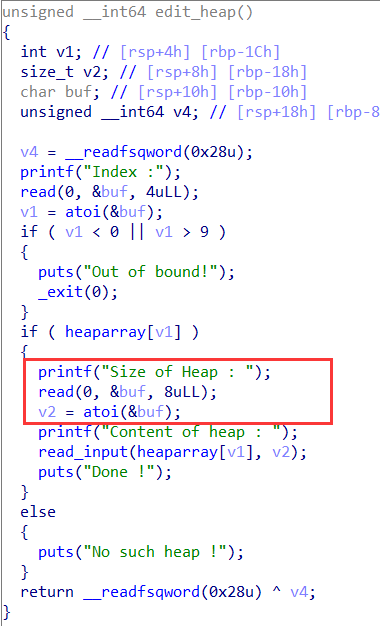 unsigned __int64 edit_heap()
{
  int v1; // [rsp+4h] [rbp-1Ch]
  size_t v2; // [rsp+8h] [rbp-18h]
  char buf; // [rsp+10h] [rbp-10h]
  unsigned __int64 v4; // [rsp+18h] [rbp-8

  v4 = __readfsqword(0x28u);
  printf("Index :");
  read(0, &buf, 4uLL);
  v1 = atoi(&buf);
  if ( v1 < 0 || v1 > 9 )
  {
    puts("Out of bound!");
    _exit(0);
  }
  if ( heaparray[v1] )
  {
    printf("Size of Heap : ");
    read(0, &buf, 8uLL);
    v2 = atoi(&buf);
    printf("Content of heap : ");
    read_input(heaparray[v1], v2);
    puts("Done !");
  }
  else
  {
    puts("No such heap !");
  }
  return __readfsqword(0x28u) ^ v4;
}